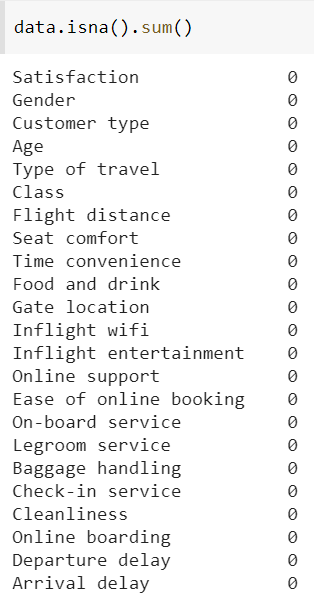 data.isna().sum()
Satisfaction 0
Gender 0
Customer type 0
Age 0
Type of travel 0
Class 0
Flight distance 0
Seat comfort 0
Time convenience 0
Food and drink 0
Gate location 0
Inflight wifi 0
Inflight entertainment 0
Online support 0
Ease of online booking 0
On-board service 0
Legroom service 0
Baggage handling 0
Check-in service 0
Cleanliness 0
Online boarding 0
Departure delay 0
Arrival delay 0